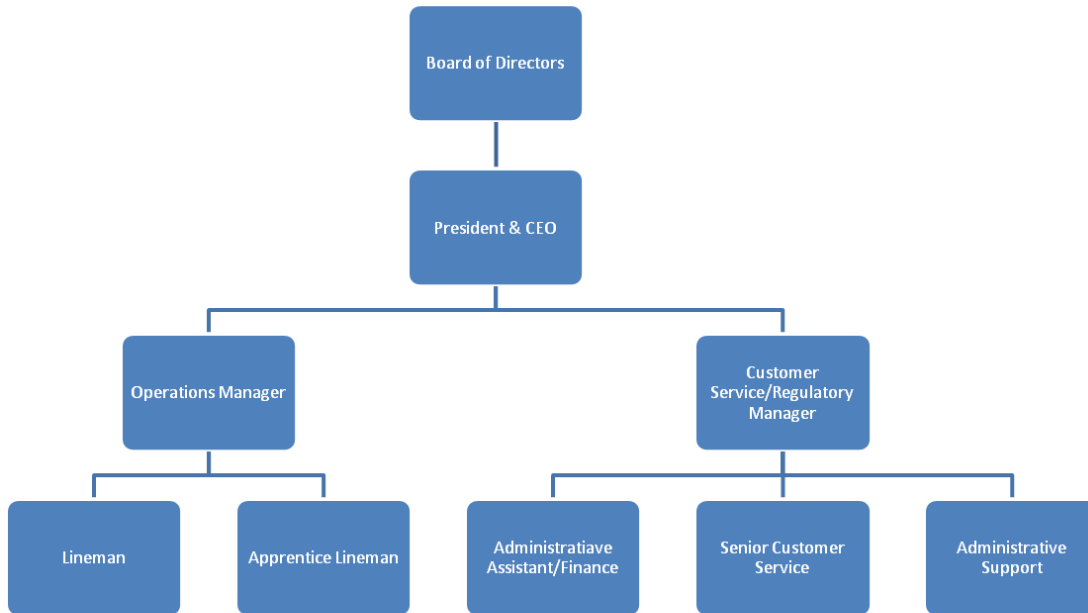 Board of Directors
President & CEO
Operations Manager
Customer
Service/Regulatory
Manager
Lineman
Apprentice Lineman
Administratiave
Assistant/Finance
Senior Customer
Service
Administrative
Support